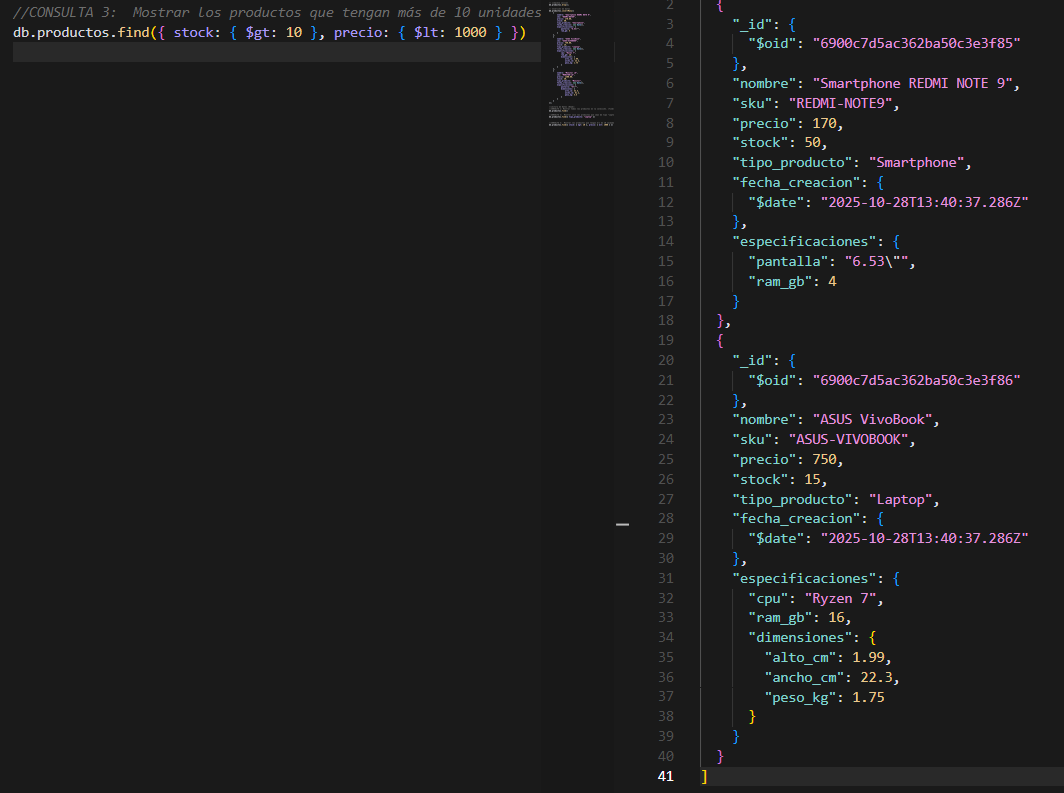 //CONSULTA 3:  Mostrar los productos que tengan más de 10 unidades
db.productos.find({ stock: { $gt: 10 }, precio: { $lt: 1000 } })
2 {
3 "_id": {
4 "$oid": "6900c7d5ac362ba50c3e3f85"
5 },
6 "nombre": "Smartphone REDMI NOTE 9",
7 "sku": "REDMI-NOTE9",
8 "precio": 170,
9 "stock": 50,
10 "tipo_producto": "Smartphone",
11 "fecha_creacion": {
12 "$date": "2025-10-28T13:40:37.286Z"
13 },
14 "especificaciones": {
15 "pantalla": "6.53\"",
16 "ram_gb": 4
17 }
18 },
19 {
20 "_id": {
21 "$oid": "6900c7d5ac362ba50c3e3f86"
22 },
23 "nombre": "ASUS VivoBook",
24 "sku": "ASUS-VIVOBOOK",
25 "precio": 750,
26 "stock": 15,
27 "tipo_producto": "Laptop",
28 "fecha_creacion": {
29 "$date": "2025-10-28T13:40:37.286Z"
30 },
31 "especificaciones": {
32 "cpu": "Ryzen 7",
33 "ram_gb": 16,
34 "dimensiones": {
35 "alto_cm": 1.99,
36 "ancho_cm": 22.3,
37 "peso_kg": 1.75
38 }
39 }
40 }
41 ]